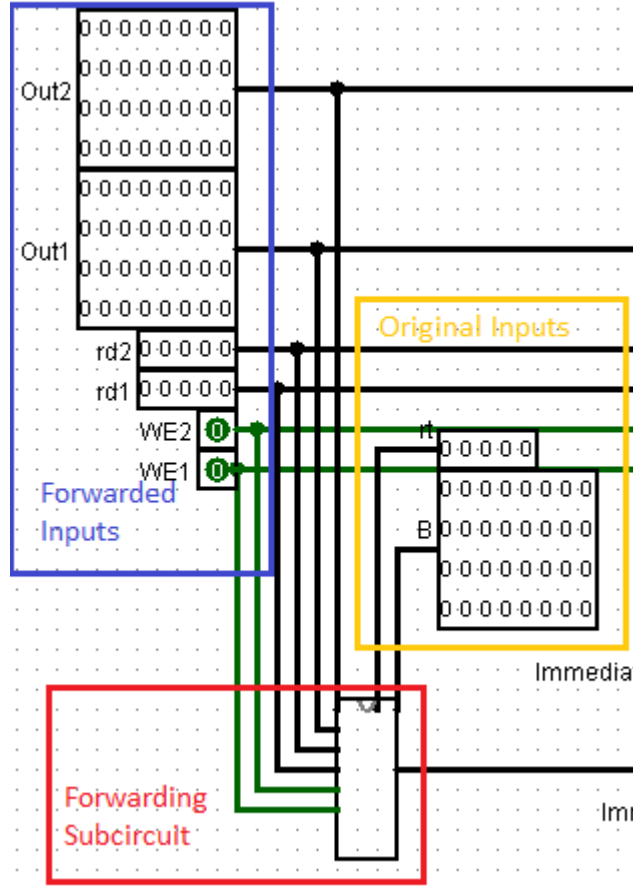 0 0 0 0 0 0 0 0
0 0 0 0 0 0 0 0
Out2
0 0 0 0 0 0 0 0
0 0 0 0 0 0 0 0
0 0 0 0 0 0 0 0
0 0 0 0 0 0 0 0
Out1
0 0 0 0 0 0 0 0
0 0 0 0 0 0 0 0
rd2 0 0 0 0 0
rd1 0 0 0 0 0
WE2 0
WE1 0
Forwarded
Inputs
Original Inputs
rt
0 0 0 0 0
0 0 0 0 0 0 0 0
B 0 0 0 0 0 0 0 0
0 0 0 0 0 0 0 0
0 0 0 0 0 0 0 0
Immedia
Forwarding
Subcircuit
Imr